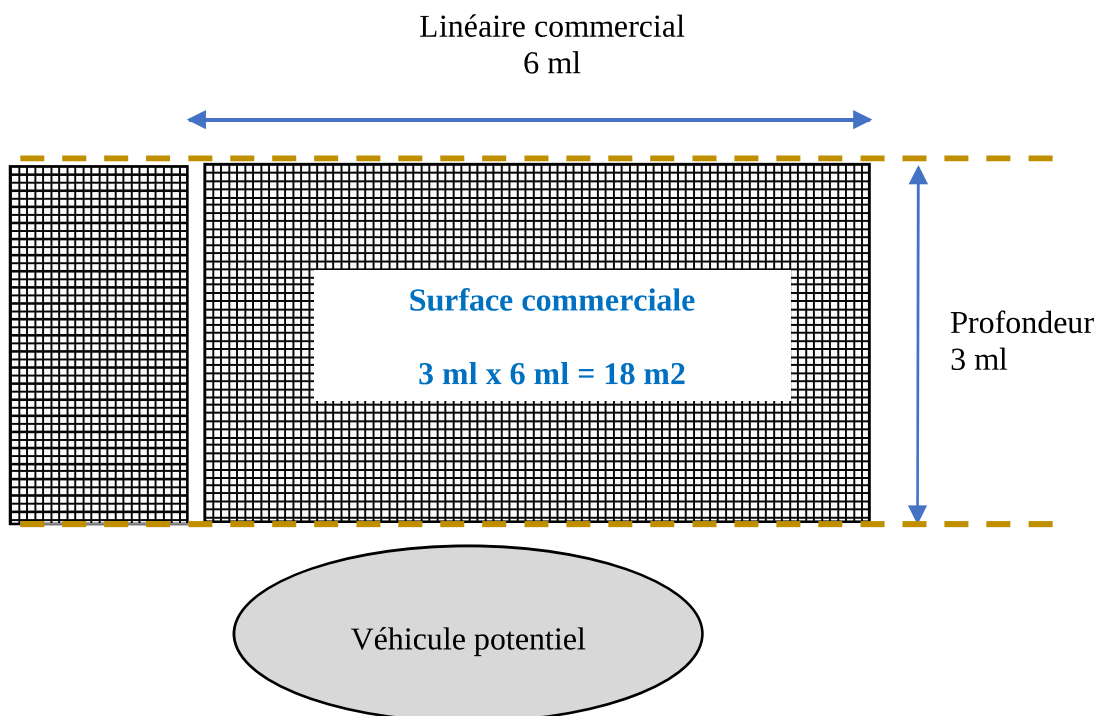 Linéaire commercial
6 ml
Surface commerciale
3 ml x 6 ml = 18 m2
Profondeur
3 ml
Véhicule potentiel